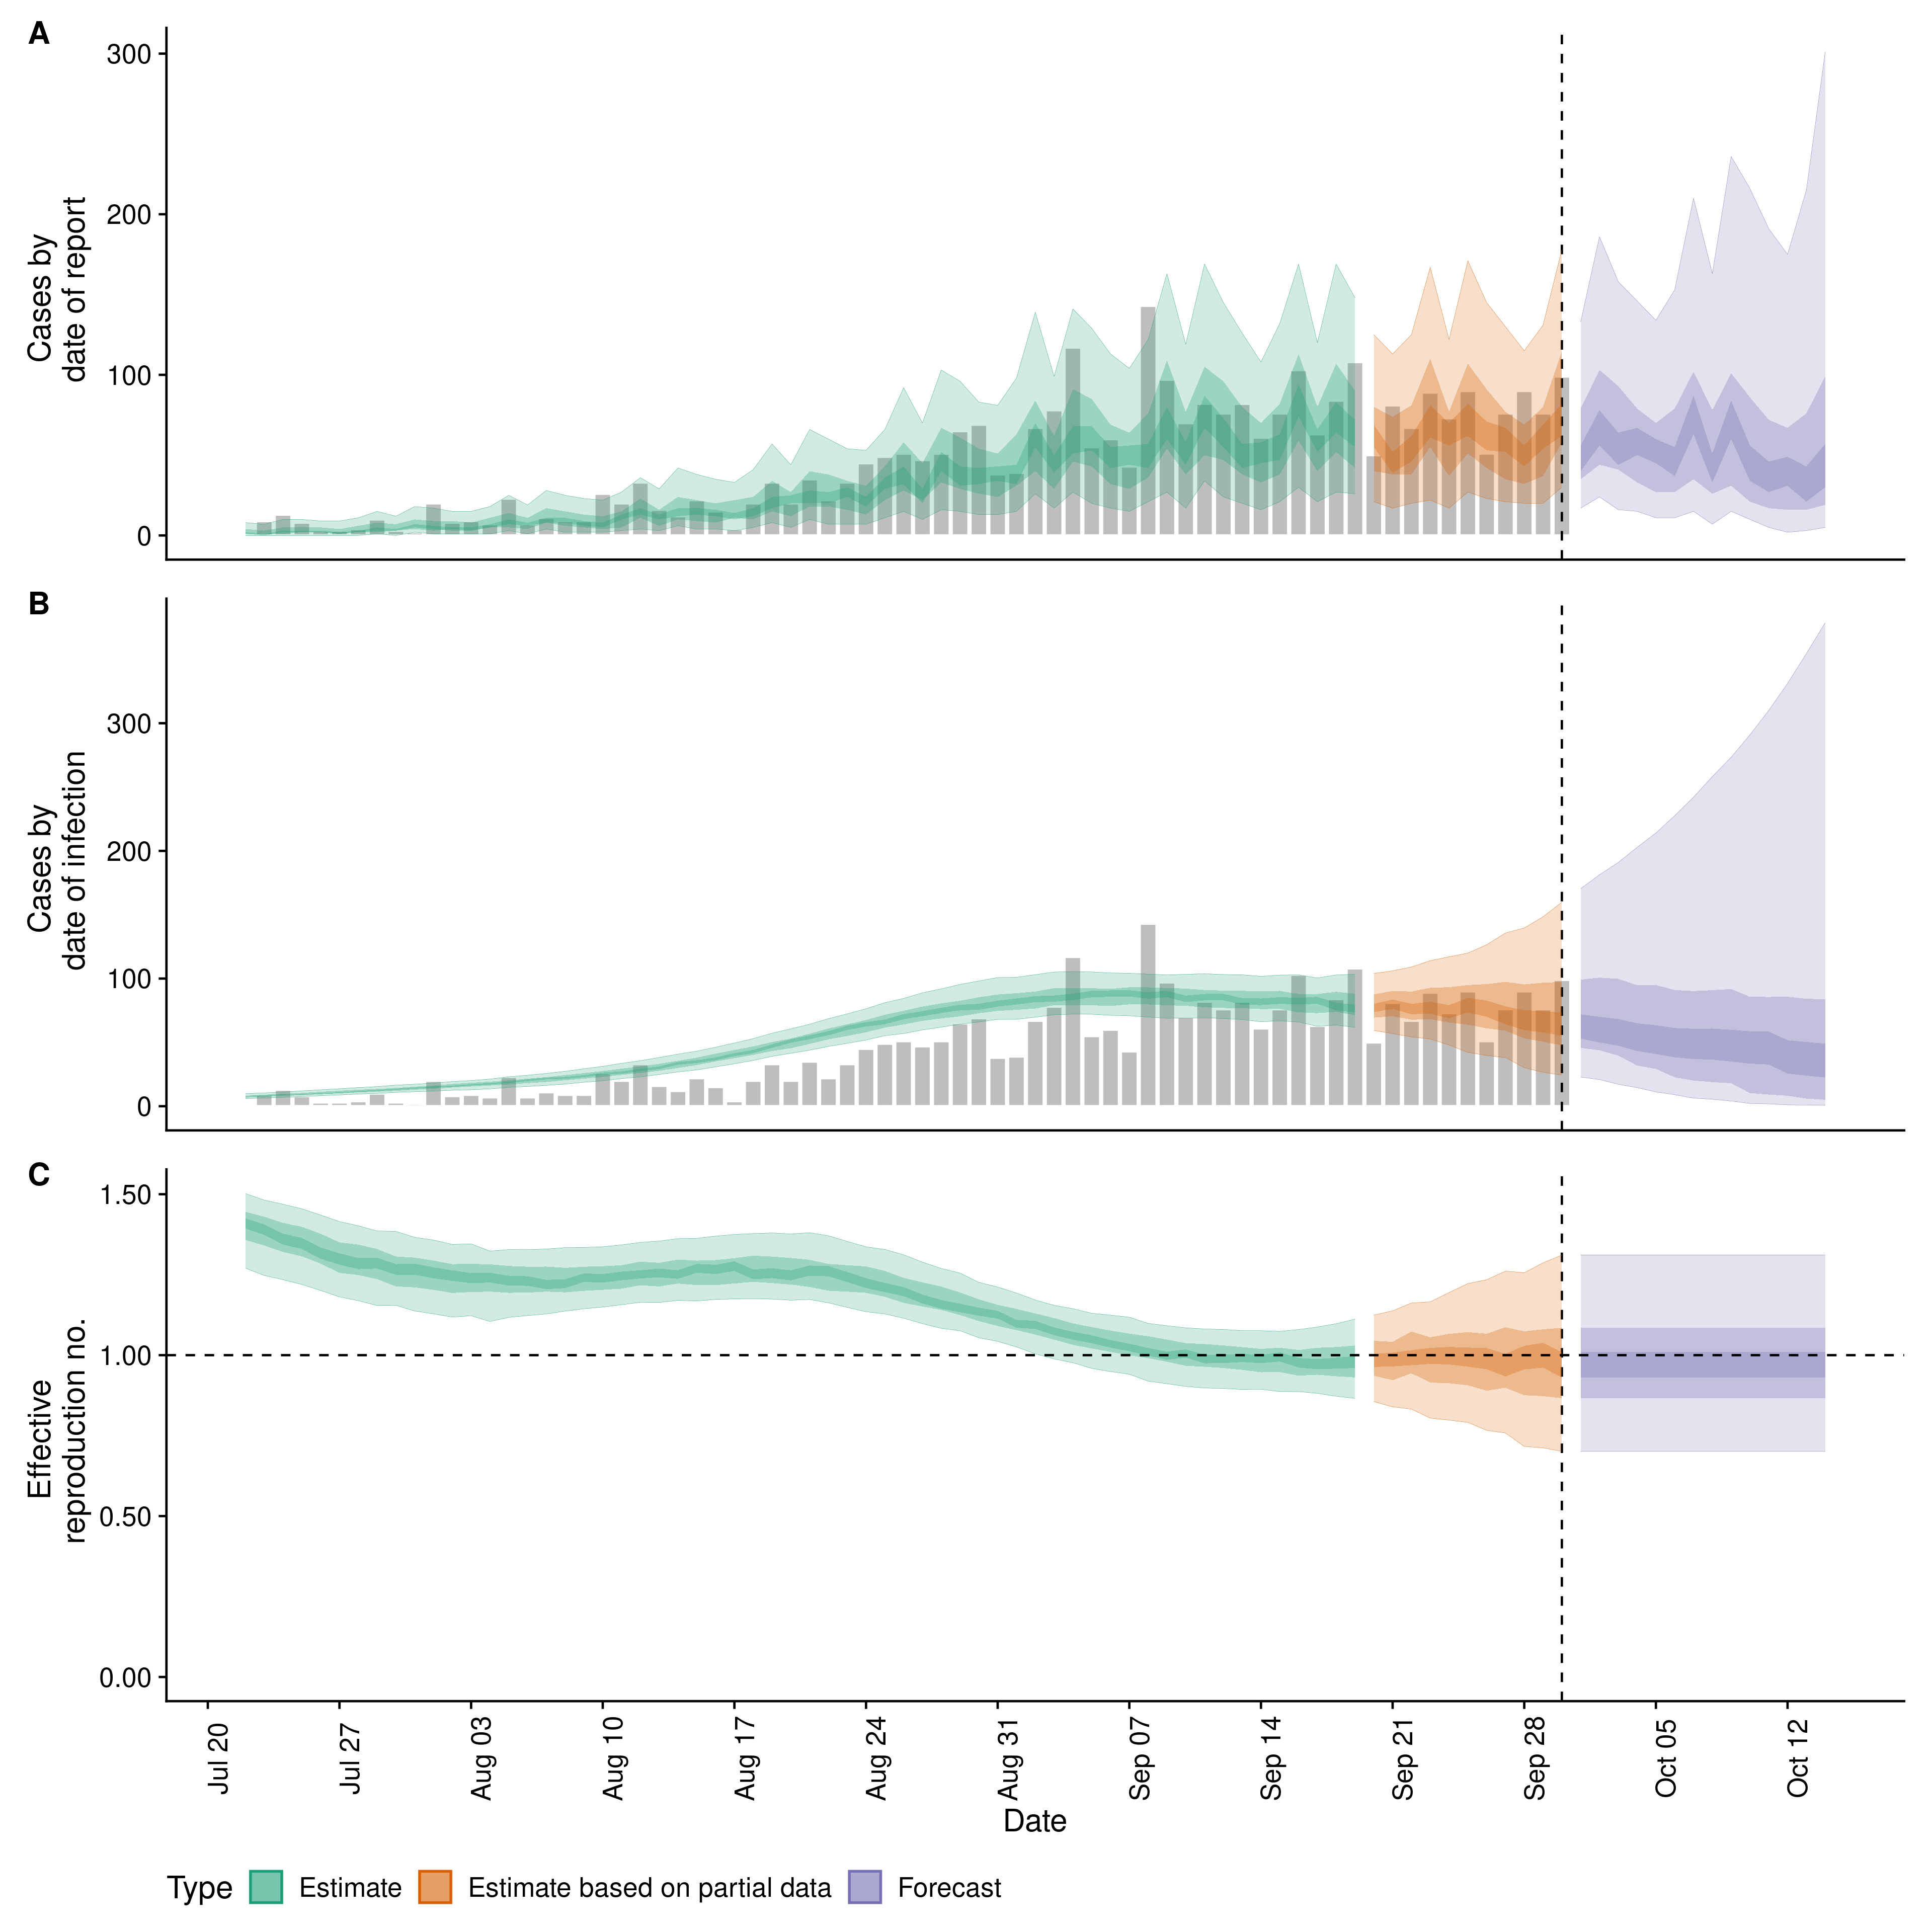 A
300
200
100
0
Cases by
date of report
B
300
200
100
0
Cases by
date of infection
C
1.50
1.00
0.50
0.00
Effective
reproduction no.
Jul 20
Jul 27
Aug 03
Aug 10
Aug 17
Aug 24
Aug 31
Sep 07
Sep 14
Sep 21
Sep 28
Oct 05
Oct 12
Date
Type Estimate Estimate based on partial data Forecast